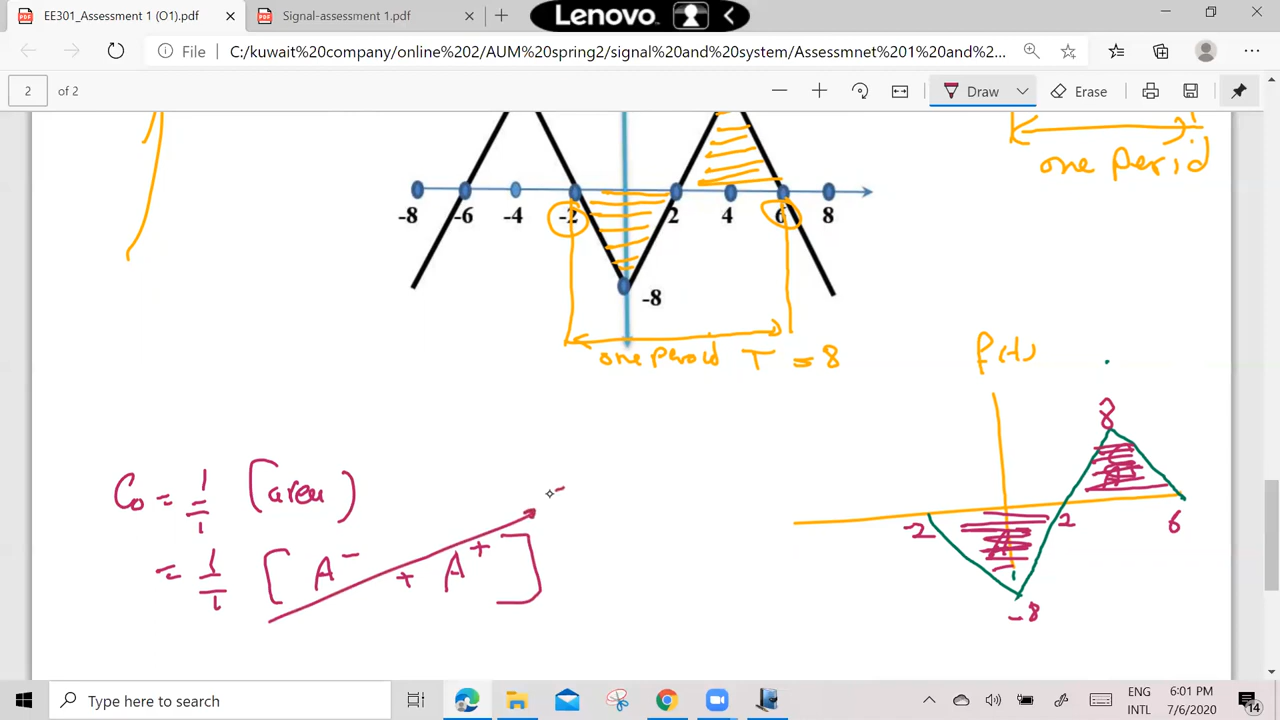 EE301_Assessment 1 (O1).pdf
Signal-assessment 1.pdf
Lenovo
File
C:/kuwait%20company/online%202/AUM%20spring2/signal%20and%20system/Assessmnet%201%20and%2...
2 of 2
Draw
Erase
one Period
-8 -6 -4 -2 2 4 6 8
-8
one Period T = 8
f(t)
8
-2 2 6
A
-8
C0 = 1/T (area)
= 1/T [ A- + A+ ]
Type here to search
ENG
INTL
6:01 PM
7/6/2020
14